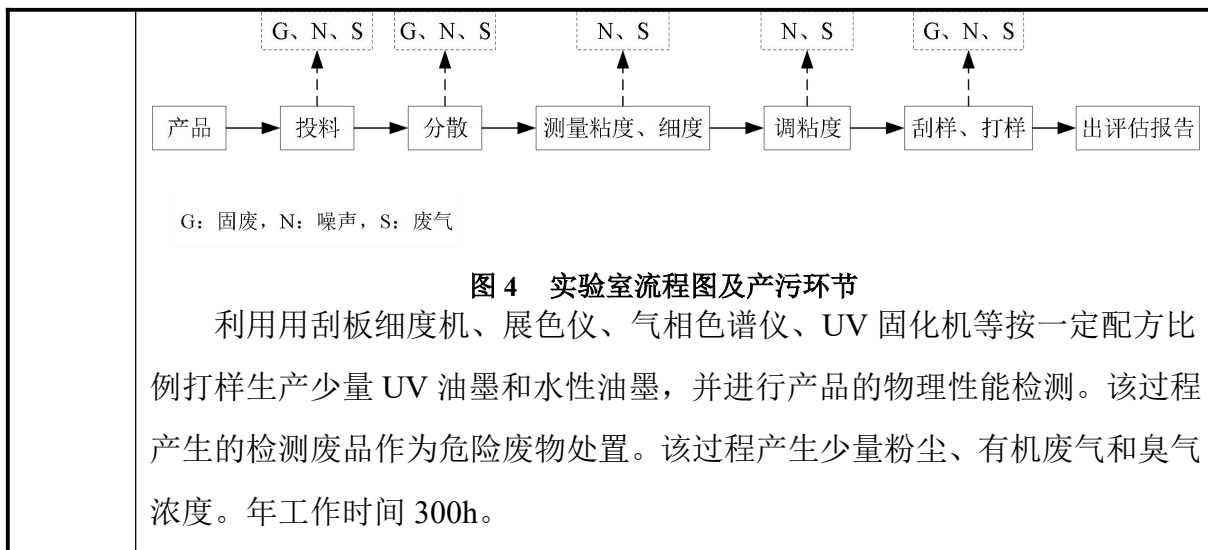 G、N、S G、N、S N、S N、S G、N、S
产品 投料 分散 测量粘度、细度 调粘度 刮样、打样 出评估报告
G：固废，N：噪声，S：废气
图 4 实验室流程图及产污环节
利用用刮板细度机、展色仪、气相色谱仪、UV 固化机等按一定配方比
例打样生产少量 UV 油墨和水性油墨，并进行产品的物理性能检测。该过程
产生的检测废品作为危险废物处置。该过程产生少量粉尘、有机废气和臭气
浓度。年工作时间 300h。